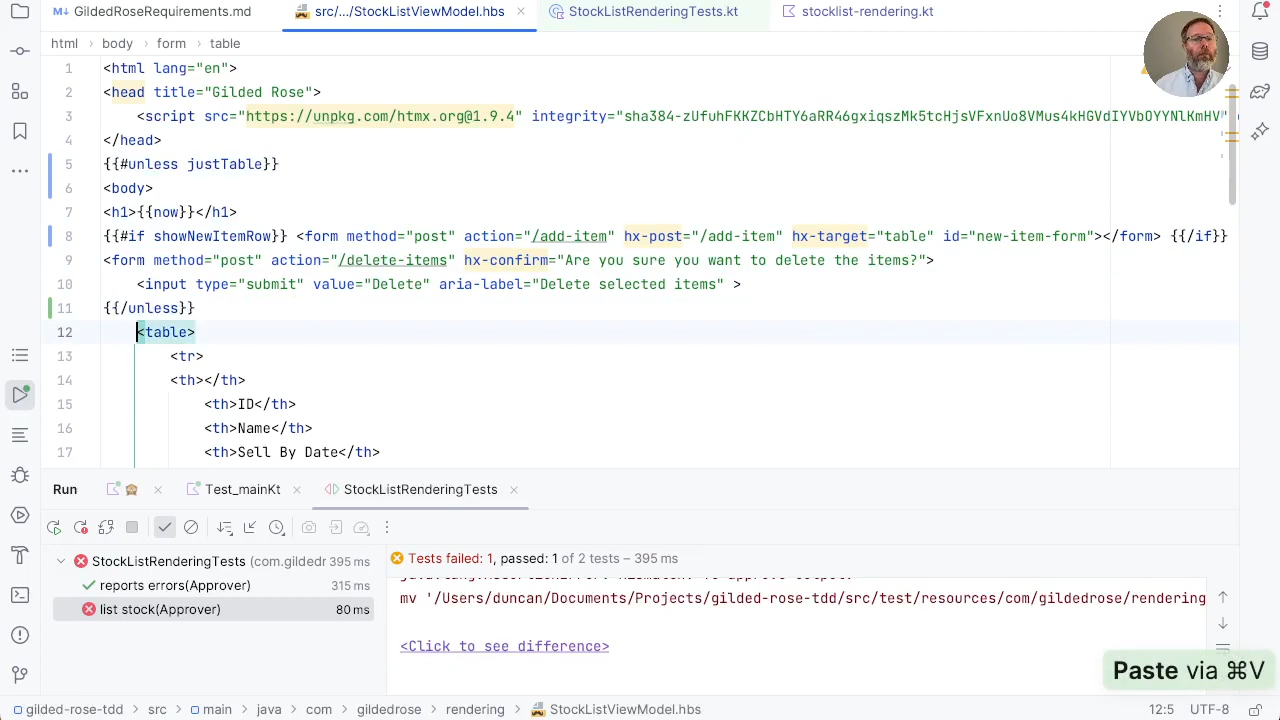 GildedRoseRequirements.md
src/.../StockListViewModel.hbs
StockListRenderingTests.kt
stocklist-rendering.kt
html › body › form › table
1 <html lang="en">
2 <head title="Gilded Rose">
3 <script src="https://unpkg.com/htmx.org@1.9.4" integrity="sha384-zUfuhFKKZCbHTY6aRR46gxiqszMk5tcHjsVFxnUo8VMus4kHGVdIYVbOYYNlKmHV"
4 </head>
5 {{#unless justTable}}
6 <body>
7 <h1>{{now}}</h1>
8 {{#if showNewItemRow}} <form method="post" action="/add-item" hx-post="/add-item" hx-target="table" id="new-item-form"></form> {{/if}}
9 <form method="post" action="/delete-items" hx-confirm="Are you sure you want to delete the items?">
10 <input type="submit" value="Delete" aria-label="Delete selected items" >
11 {{/unless}}
12 <table>
13 <tr>
14 <th></th>
15 <th>ID</th>
16 <th>Name</th>
17 <th>Sell By Date</th>
Run
Test_mainKt
StockListRenderingTests
StockListRenderingTests (com.gildedr 395 ms
reports errors(Approver) 315 ms
list stock(Approver) 80 ms
Tests failed: 1, passed: 1 of 2 tests – 395 ms
mv '/Users/duncan/Documents/Projects/gilded-rose-tdd/src/test/resources/com/gildedrose/rendering
<Click to see difference>
Paste via ⌘V
gilded-rose-tdd › src › main › java › com › gildedrose › rendering › StockListViewModel.hbs
12:5 UTF-8